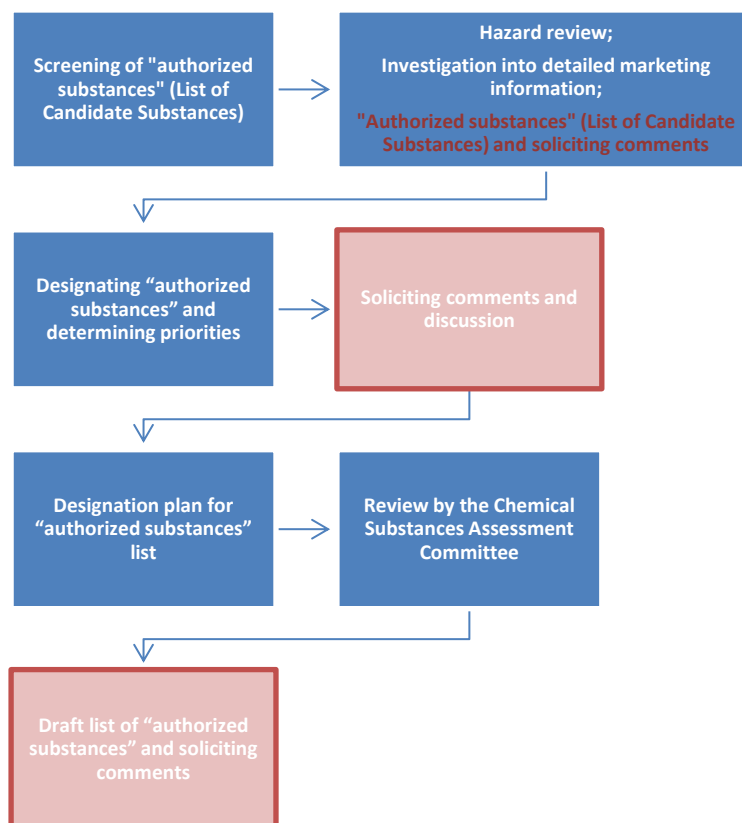 Screening of "authorized
substances" (List of
Candidate Substances)
Hazard review;
Investigation into detailed marketing
information;
"Authorized substances" (List of Candidate
Substances) and soliciting comments
Designating “authorized
substances” and
determining priorities
Soliciting comments and
discussion
Designation plan for
“authorized substances”
list
Review by the Chemical
Substances Assessment
Committee
Draft list of “authorized
substances” and soliciting
comments